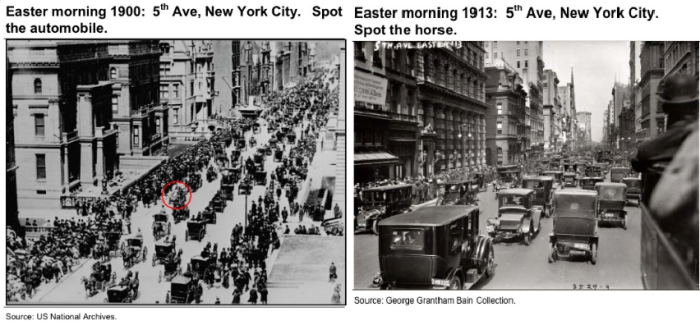 Easter morning 1900: 5th Ave, New York City. Spot
the automobile.
Source: US National Archives.
Easter morning 1913: 5th Ave, New York City.
Spot the horse.
5TH AVE EASTER '13
Source: George Grantham Bain Collection.